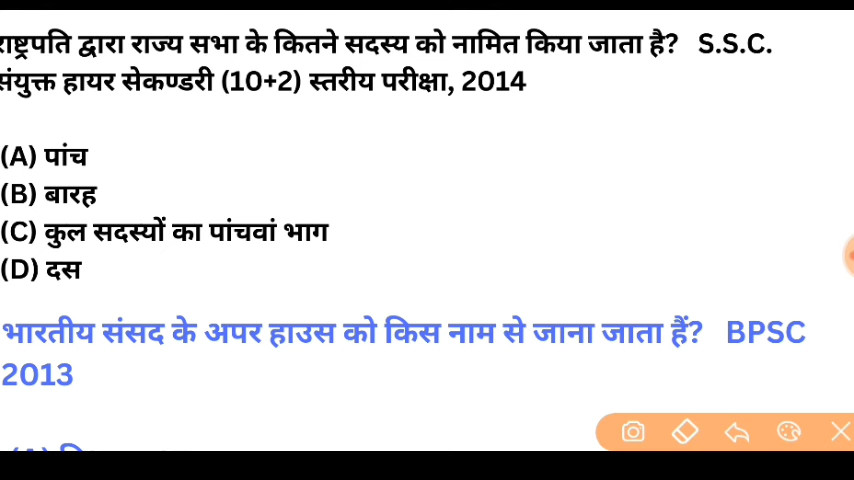 राष्ट्रपति द्वारा राज्य सभा के कितने सदस्य को नामित किया जाता है? S.S.C.
संयुक्त हायर सेकण्डरी (10+2) स्तरीय परीक्षा, 2014
(A) पांच
(B) बारह
(C) कुल सदस्यों का पांचवां भाग
(D) दस
भारतीय संसद के अपर हाउस को किस नाम से जाना जाता हैं? BPSC
2013